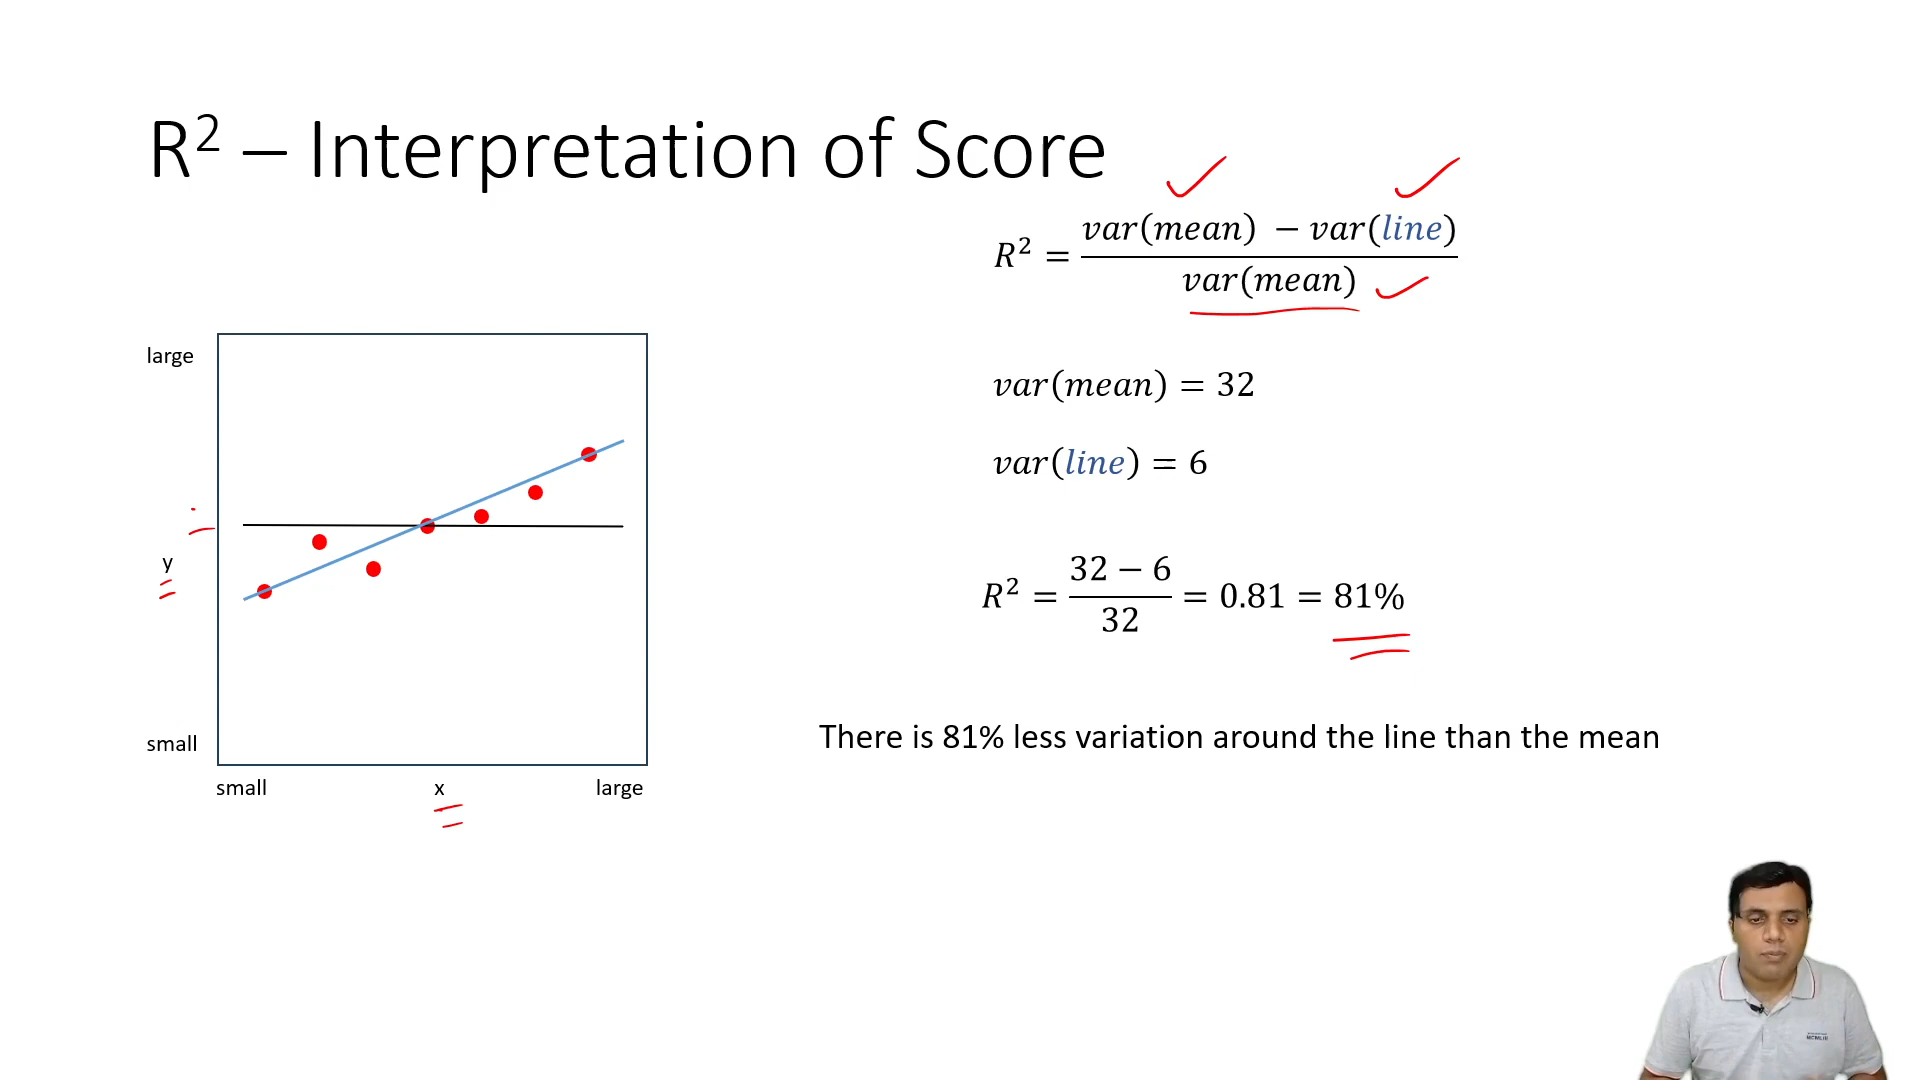 R² – Interpretation of Score
R² = var(mean) − var(line) / var(mean)
var(mean) = 32
var(line) = 6
R² = 32 − 6 / 32 = 0.81 = 81%
There is 81% less variation around the line than the mean
large
y
small
small x large